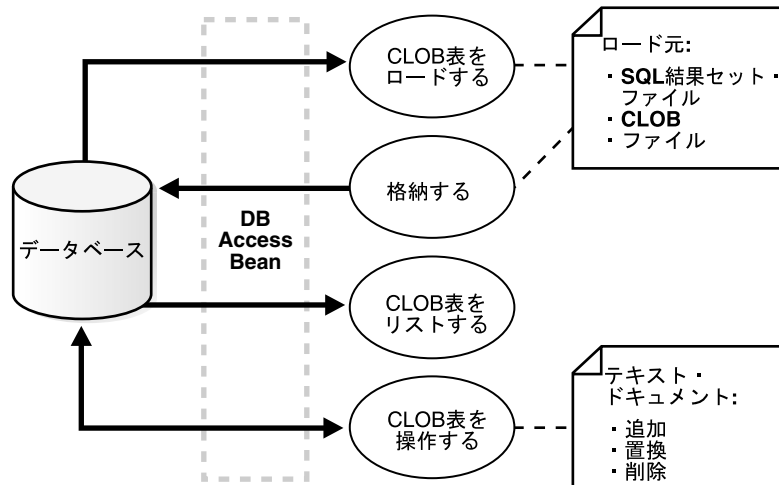 CLOB表を
ロードする
ロード元:
・SQL結果セット・
ファイル
・CLOB
・ファイル
格納する
データベース
DB
Access
Bean
CLOB表を
リストする
CLOB表を
操作する
テキスト・
ドキュメント:
・追加
・置換
・削除